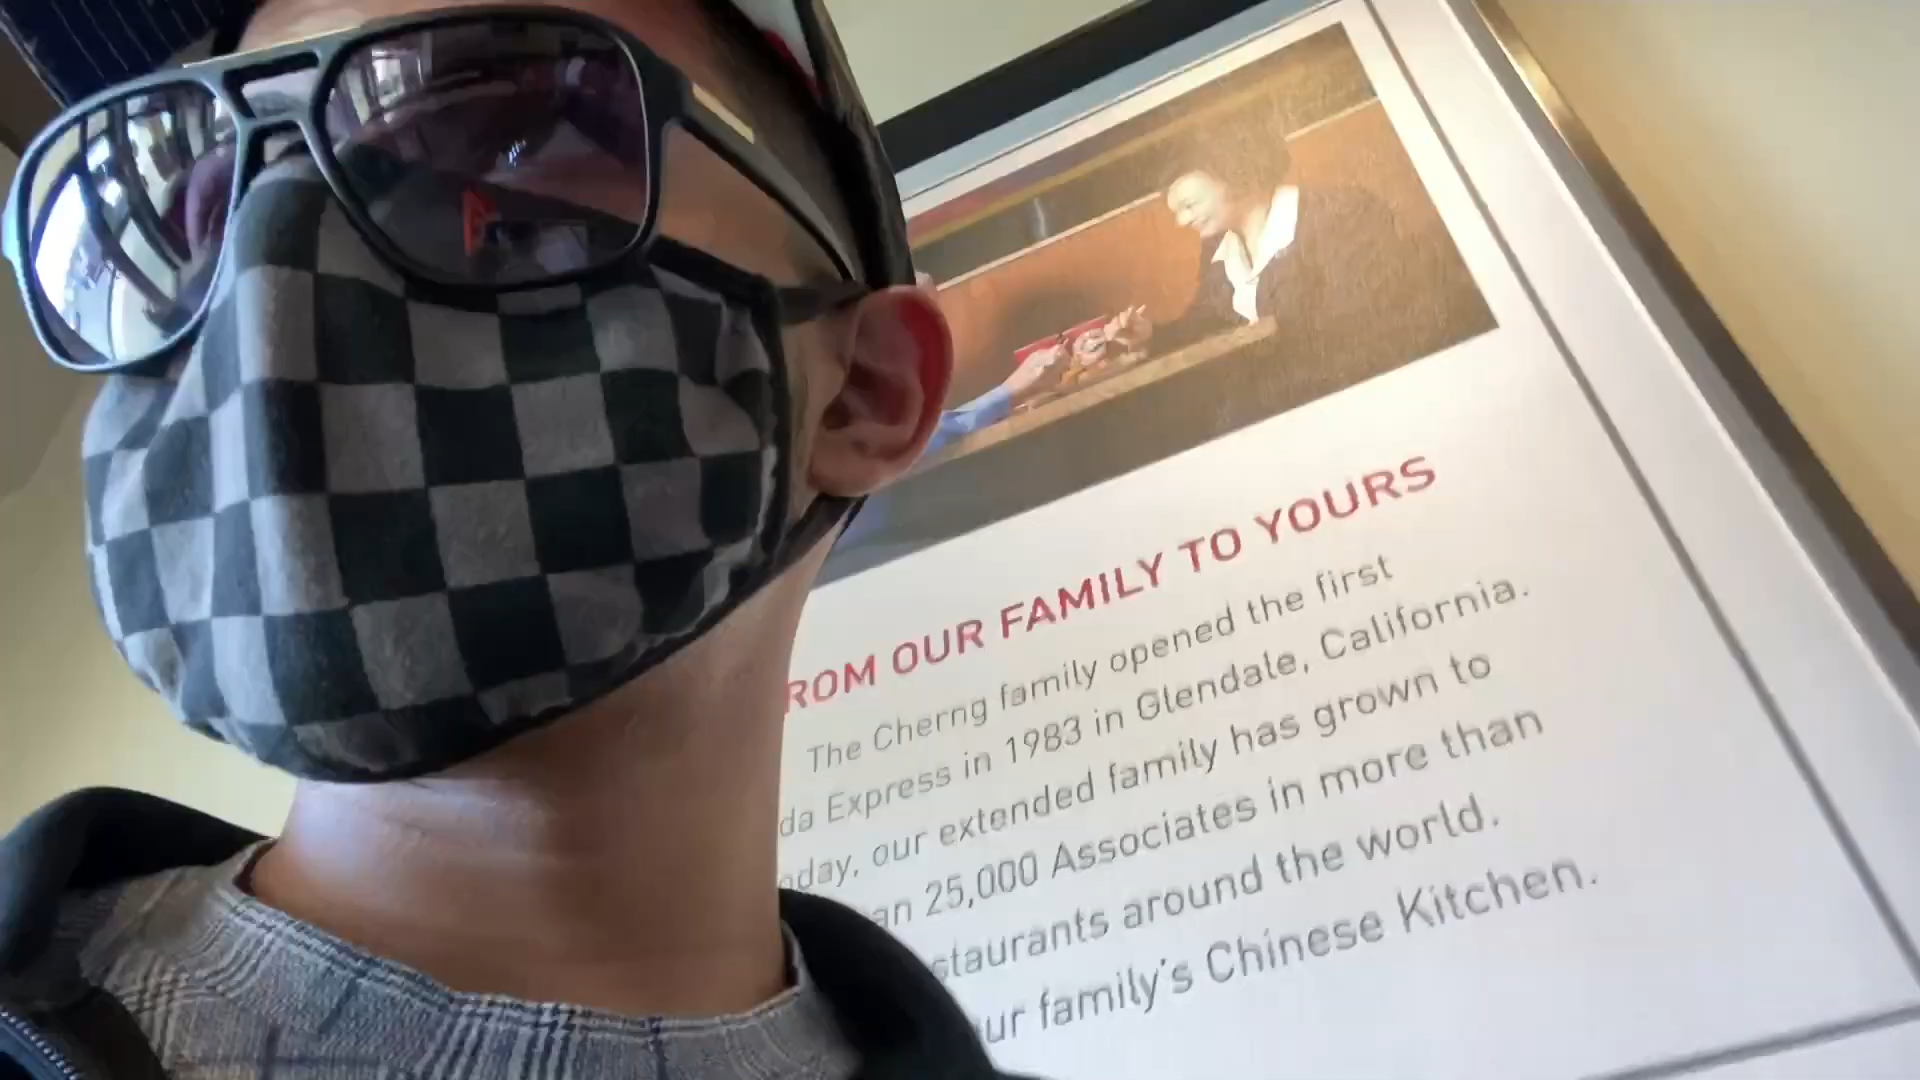 ROM OUR FAMILY TO YOURS
The Cherng family opened the first
da Express in 1983 in Glendale, California.
day, our extended family has grown to
an 25,000 Associates in more than
staurants around the world.
ur family's Chinese Kitchen.